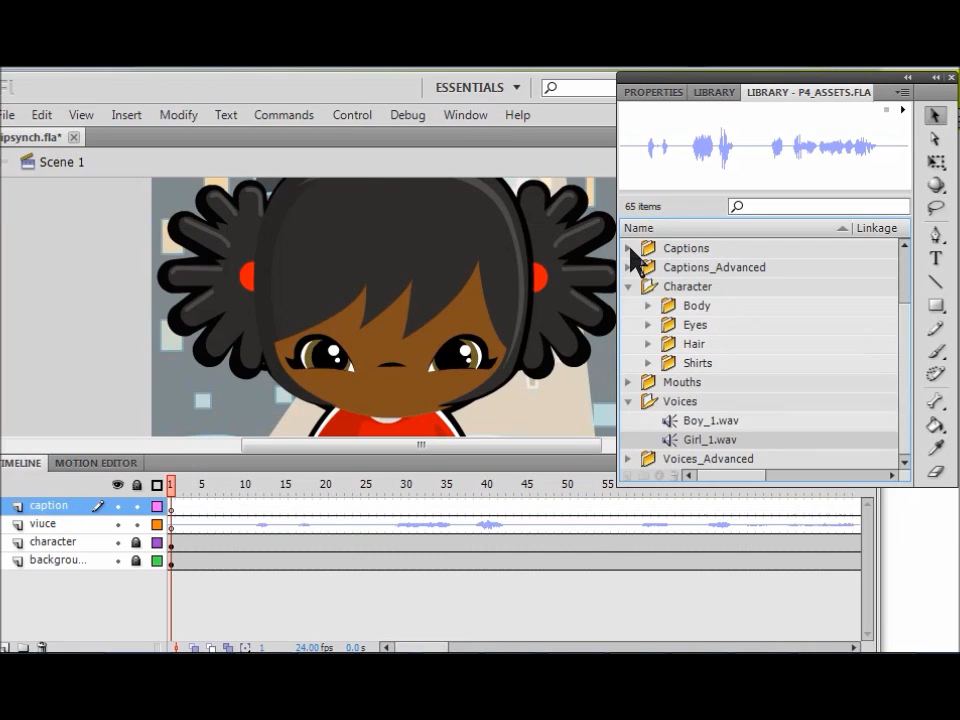 ESSENTIALS
PROPERTIES LIBRARY LIBRARY - P4_ASSETS.FLA
File Edit View Insert Modify Text Commands Control Debug Window Help
ipsynch.fla*
Scene 1
65 items
Name Linkage
Captions
Captions_Advanced
Character
Body
Eyes
Hair
Shirts
Mouths
Voices
Boy_1.wav
Girl_1.wav
Voices_Advanced
TIMELINE MOTION EDITOR
1 5 10 15 20 25 30 35 40 45 50 55
caption
viuce
character
backgrou...
1 24.00 fps 0.0 s